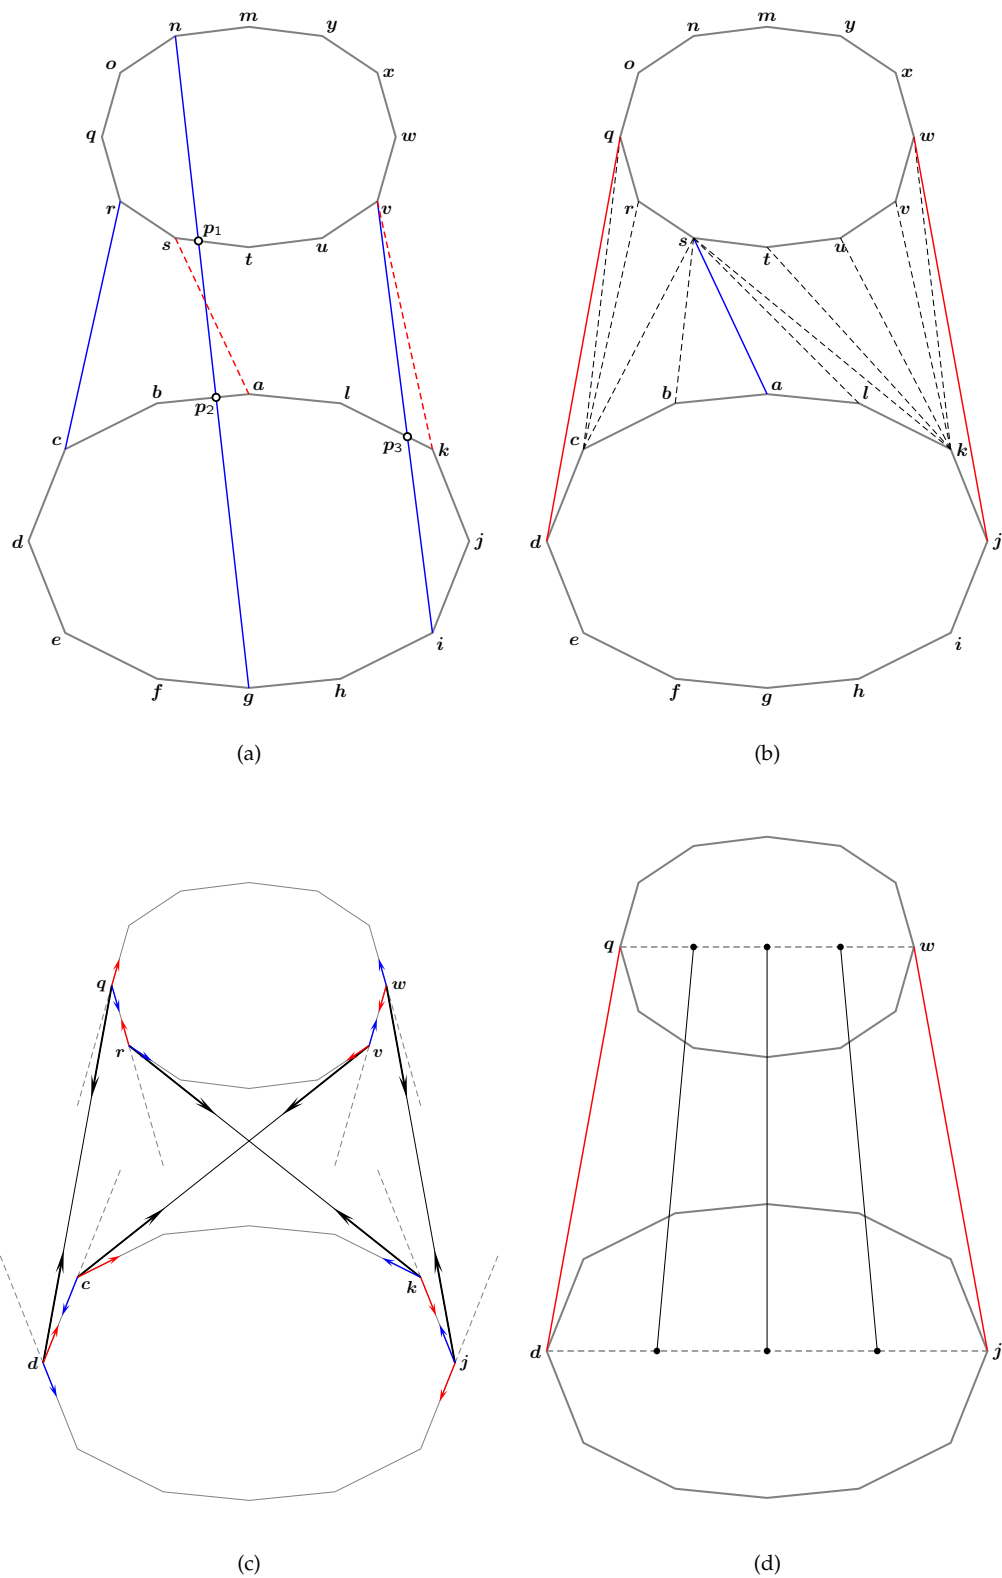 n m y
o x
q w
r v
s p1 t u
b a l
p2
c p3 k
d j
e i
f g h
(a)
n m y
o x
q w
r v
s t u
b a l
c k
d j
e i
f g h
(b)
q w
r v
c k
d j
(c)
q w
d j
(d)